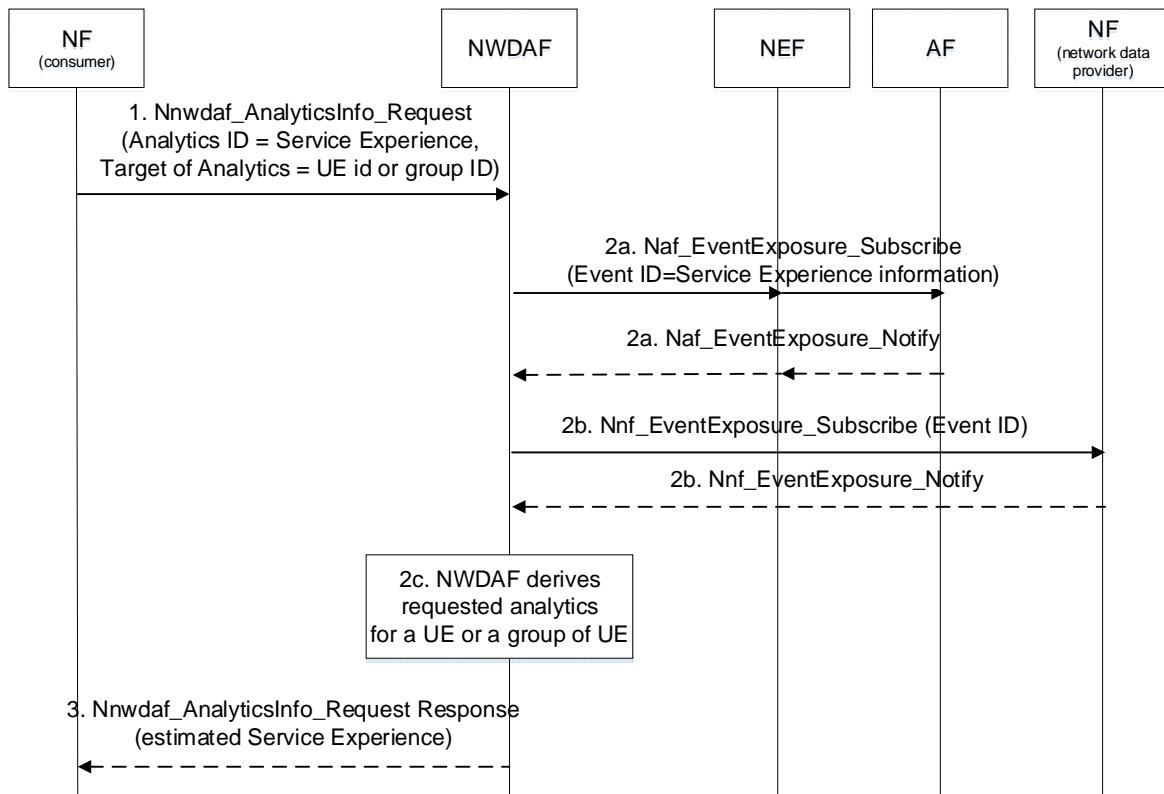 NF
(consumer)
NWDAF
NEF
AF
NF
(network data
provider)
1. Nnwdaf_AnalyticsInfo_Request
(Analytics ID = Service Experience,
Target of Analytics = UE id or group ID)
2a. Naf_EventExposure_Subscribe
(Event ID=Service Experience information)
2a. Naf_EventExposure_Notify
2b. Nnf_EventExposure_Subscribe (Event ID)
2b. Nnf_EventExposure_Notify
2c. NWDAF derives
requested analytics
for a UE or a group of UE
3. Nnwdaf_AnalyticsInfo_Request Response
(estimated Service Experience)